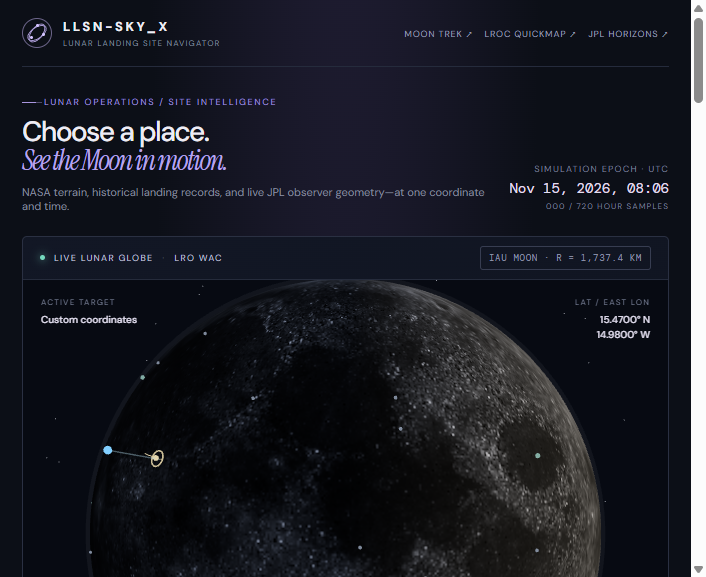 LLSN-SKY_X
LUNAR LANDING SITE NAVIGATOR
MOON TREK ↗ LROC QUICKMAP ↗ JPL HORIZONS ↗
LUNAR OPERATIONS / SITE INTELLIGENCE
Choose a place.
See the Moon in motion.
NASA terrain, historical landing records, and live JPL observer geometry—at one coordinate
and time.
SIMULATION EPOCH · UTC
Nov 15, 2026, 08:06
000 / 720 HOUR SAMPLES
LIVE LUNAR GLOBE · LRO WAC
IAU MOON · R = 1,737.4 KM
ACTIVE TARGET
Custom coordinates
LAT / EAST LON
15.4700° N
14.9800° W